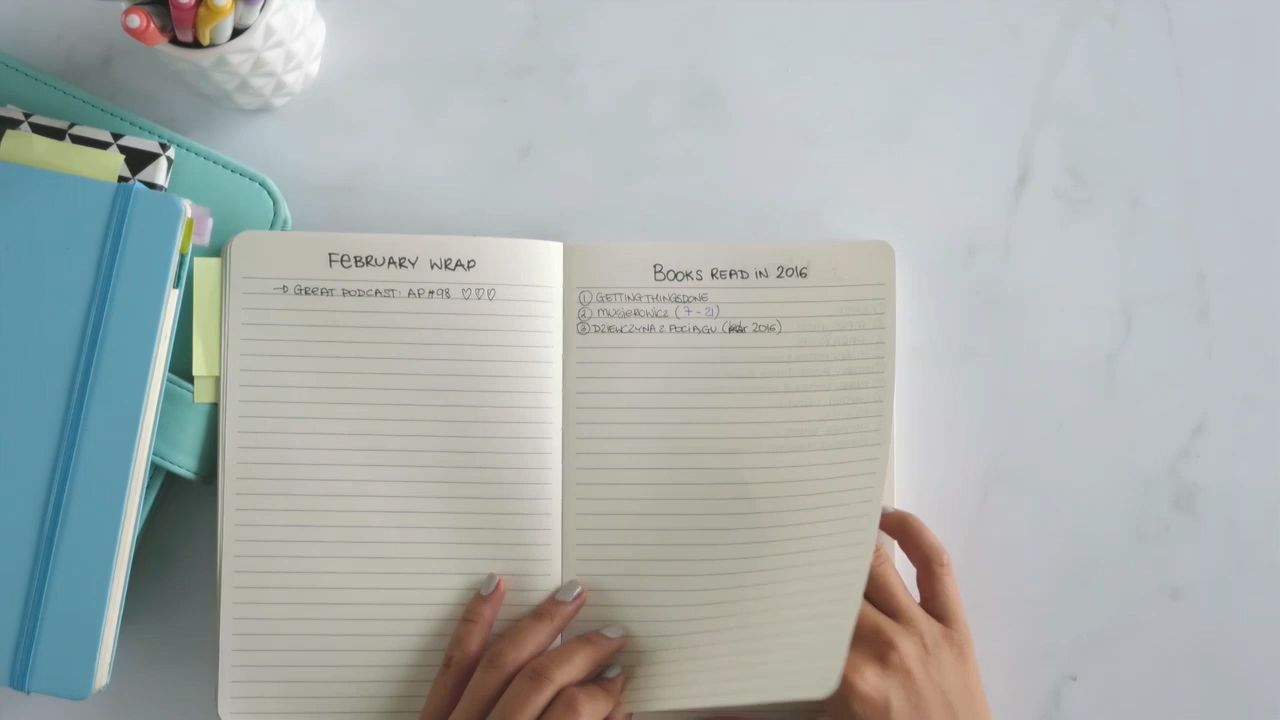 FEBRUARY WRAP
→ GREAT PODCAST: AP#98 ♡♡♡
BOOKS READ IN 2016
① GETTING THINGS DONE
② MUSIEROWICZ (7-21)
③ DZIEWCZYNA Z POCIĄGU (2016)